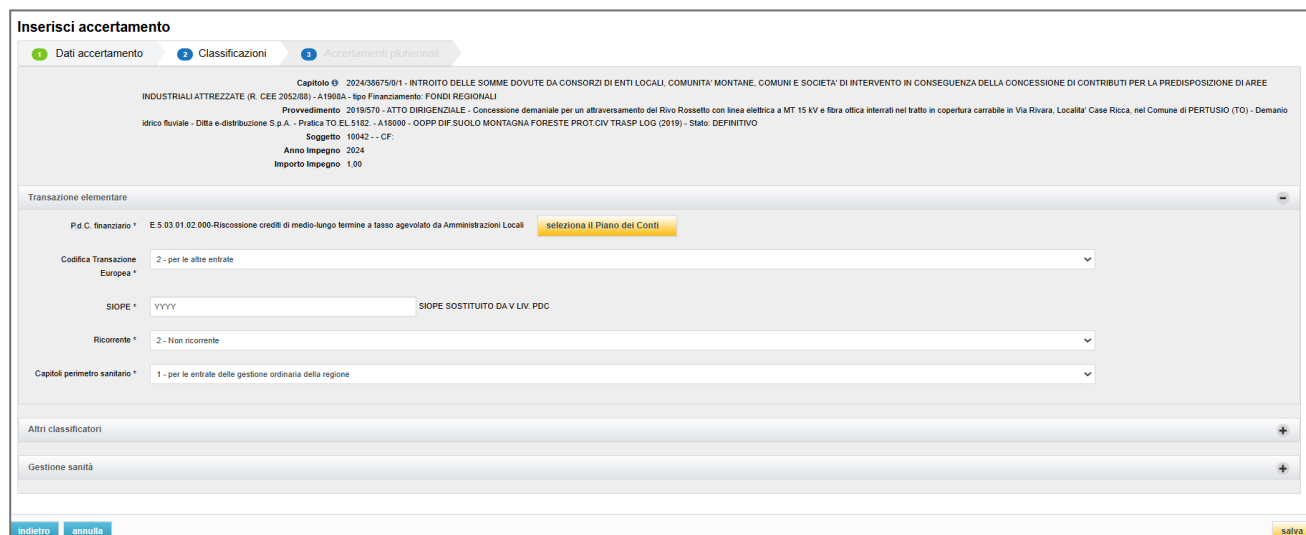 Inserisci accertamento
1 Dati accertamento 2 Classificazioni 3 Accertamenti pluriennali
Capitolo 2024/38675/0/1 - INTROITO DELLE SOMME DOVUTE DA CONSORZI DI ENTI LOCALI, COMUNITA' MONTANE, COMUNI E SOCIETA' DI INTERVENTO IN CONSEGUENZA DELLA CONCESSIONE DI CONTRIBUTI PER LA PREDISPOSIZIONE DI AREE
INDUSTRIALI ATTREZZATE (R. CEE 2052/88) - A1908A - tipo Finanziamento: FONDI REGIONALI
Provvedimento 2019/570 - ATTO DIRIGENZIALE - Concessione demaniale per un attraversamento del Rivo Rossetto con linea elettrica a MT 15 kV e fibra ottica interrati nel tratto in copertura carrabile in Via Rivara, Localita' Case Ricca, nel Comune di PERTUSIO (TO) - Demanio
idrico fluviale - Ditta e-distribuzione S.p.A. - Pratica TO.EL.5182. - A18000 - OOPP DIF.SUOLO MONTAGNA FORESTE PROT.CIV TRASP LOG (2019) - Stato: DEFINITIVO
Soggetto 10042 - - CF:
Anno Impegno 2024
Importo Impegno 1,00
Transazione elementare
P.d.C. finanziario * E.5.03.01.02.000-Riscossione crediti di medio-lungo termine a tasso agevolato da Amministrazioni Locali seleziona il Piano dei Conti
Codifica Transazione
Europea * 2 - per le altre entrate
SIOPE * YYYY SIOPE SOSTITUITO DA V LIV. PDC
Ricorrente * 2 - Non ricorrente
Capitoli perimetro sanitario * 1 - per le entrate delle gestione ordinaria della regione
Altri classificatori
Gestione sanità
indietro annulla salva